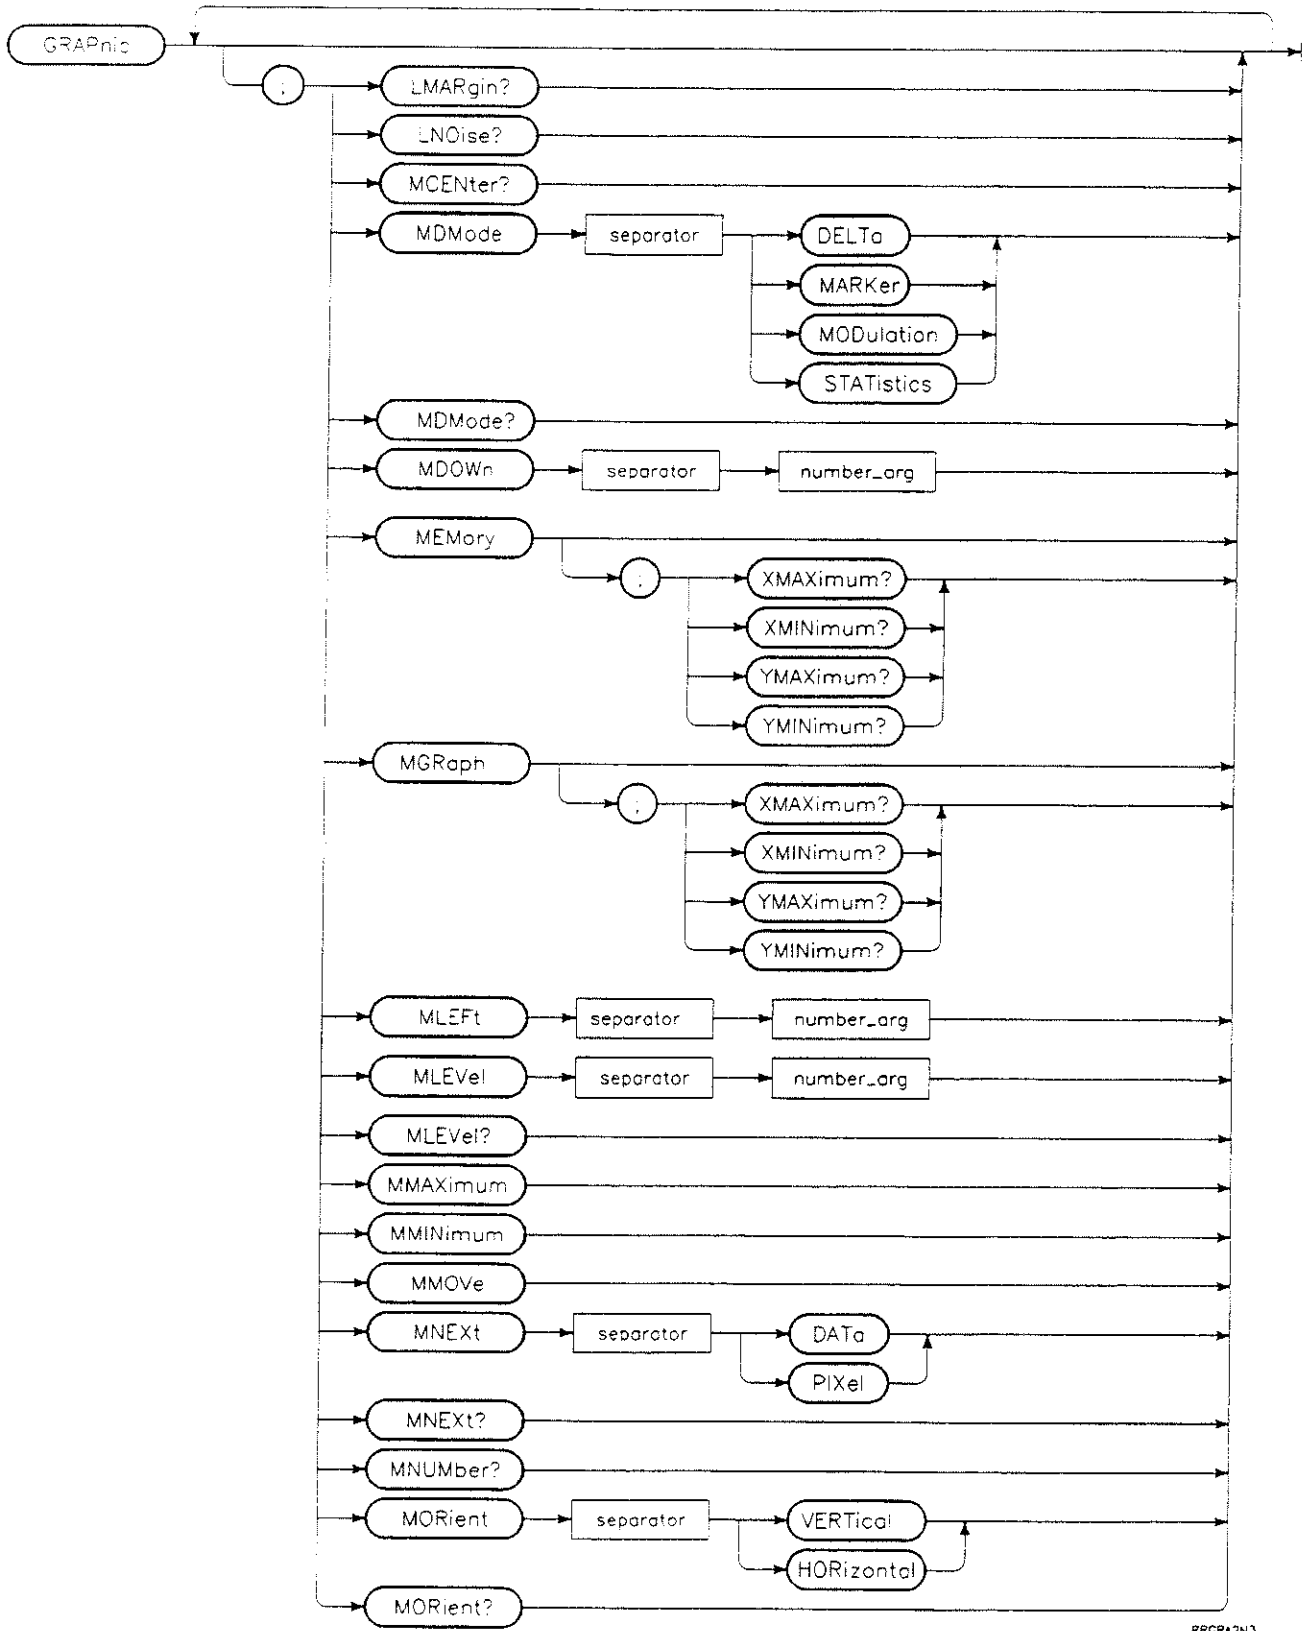 GRAPhic
; LMARgin?
LNOise?
MCENter?
MDMode separator DELTa
MARKer
MODulation
STATistics
MDMode?
MDOWn separator number_arg
MEMory
; XMAXimum?
XMINimum?
YMAXimum?
YMINimum?
MGRaph
; XMAXimum?
XMINimum?
YMAXimum?
YMINimum?
MLEFt separator number_arg
MLEVel separator number_arg
MLEVel?
MMAXimum
MMINimum
MMOVe
MNEXt separator DATa
PIXel
MNEXt?
MNUMber?
MORient separator VERTical
HORizontal
MORient?